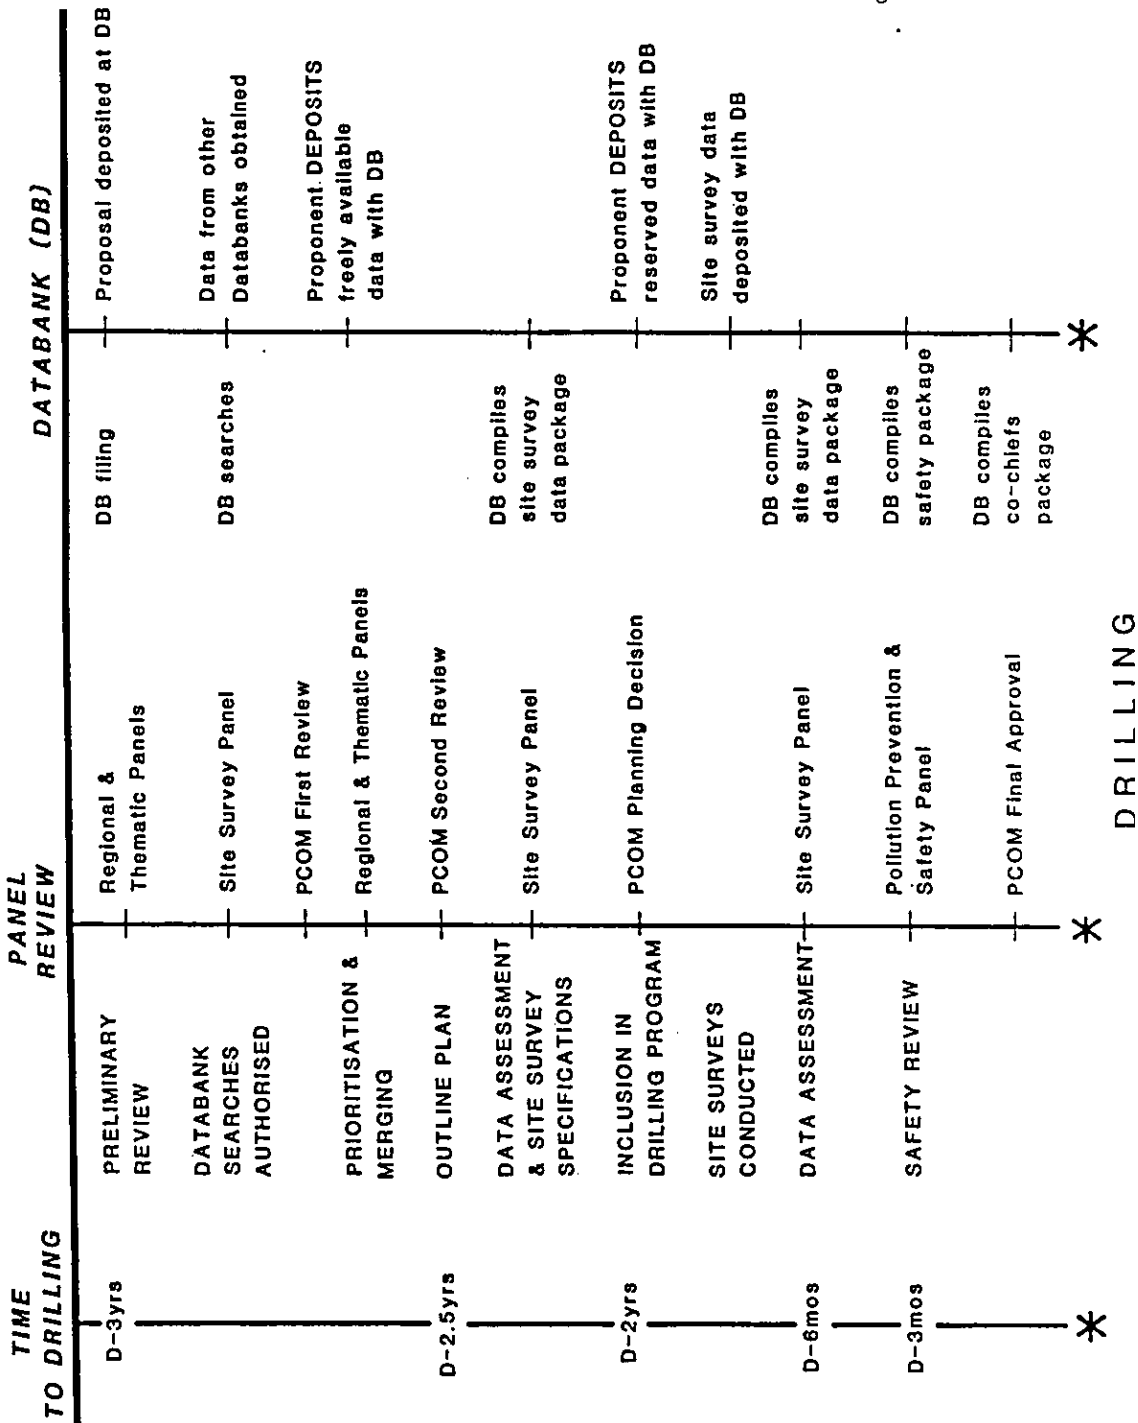 TIME
TO DRILLING
PANEL
REVIEW
DATABANK (DB)
D-3yrs
D-2.5yrs
D-2yrs
D-6mos
D-3mos
PRELIMINARY
REVIEW
DATABANK
SEARCHES
AUTHORISED
PRIORITISATION &
MERGING
OUTLINE PLAN
DATA ASSESSMENT
& SITE SURVEY
SPECIFICATIONS
INCLUSION IN
DRILLING PROGRAM
SITE SURVEYS
CONDUCTED
DATA ASSESSMENT
SAFETY REVIEW
Regional &
Thematic Panels
Site Survey Panel
PCOM First Review
Regional & Thematic Panels
PCOM Second Review
Site Survey Panel
PCOM Planning Decision
Site Survey Panel
Pollution Prevention &
Safety Panel
PCOM Final Approval
DB filing
DB searches
DB compiles
site survey
data package
DB compiles
site survey
data package
DB compiles
safety package
DB compiles
co-chiefs
package
Proposal deposited at DB
Data from other
Databanks obtained
Proponent DEPOSITS
freely available
data with DB
Proponent DEPOSITS
reserved data with DB
Site survey data
deposited with DB
DRILLING